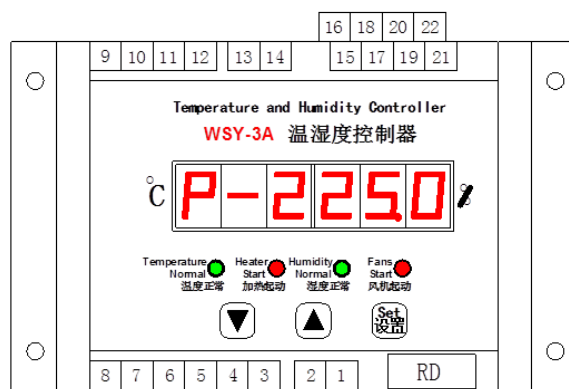 16 18 20 22
9 10 11 12 13 14 15 17 19 21
Temperature and Humidity Controller
WSY-3A 温湿度控制器
℃ P-2225.0 %
Temperature Normal 温度正常
Heater Start 加热起动
Humidity Normal 湿度正常
Fans Start 风机起动
Set
设置
8 7 6 5 4 3 2 1 RD